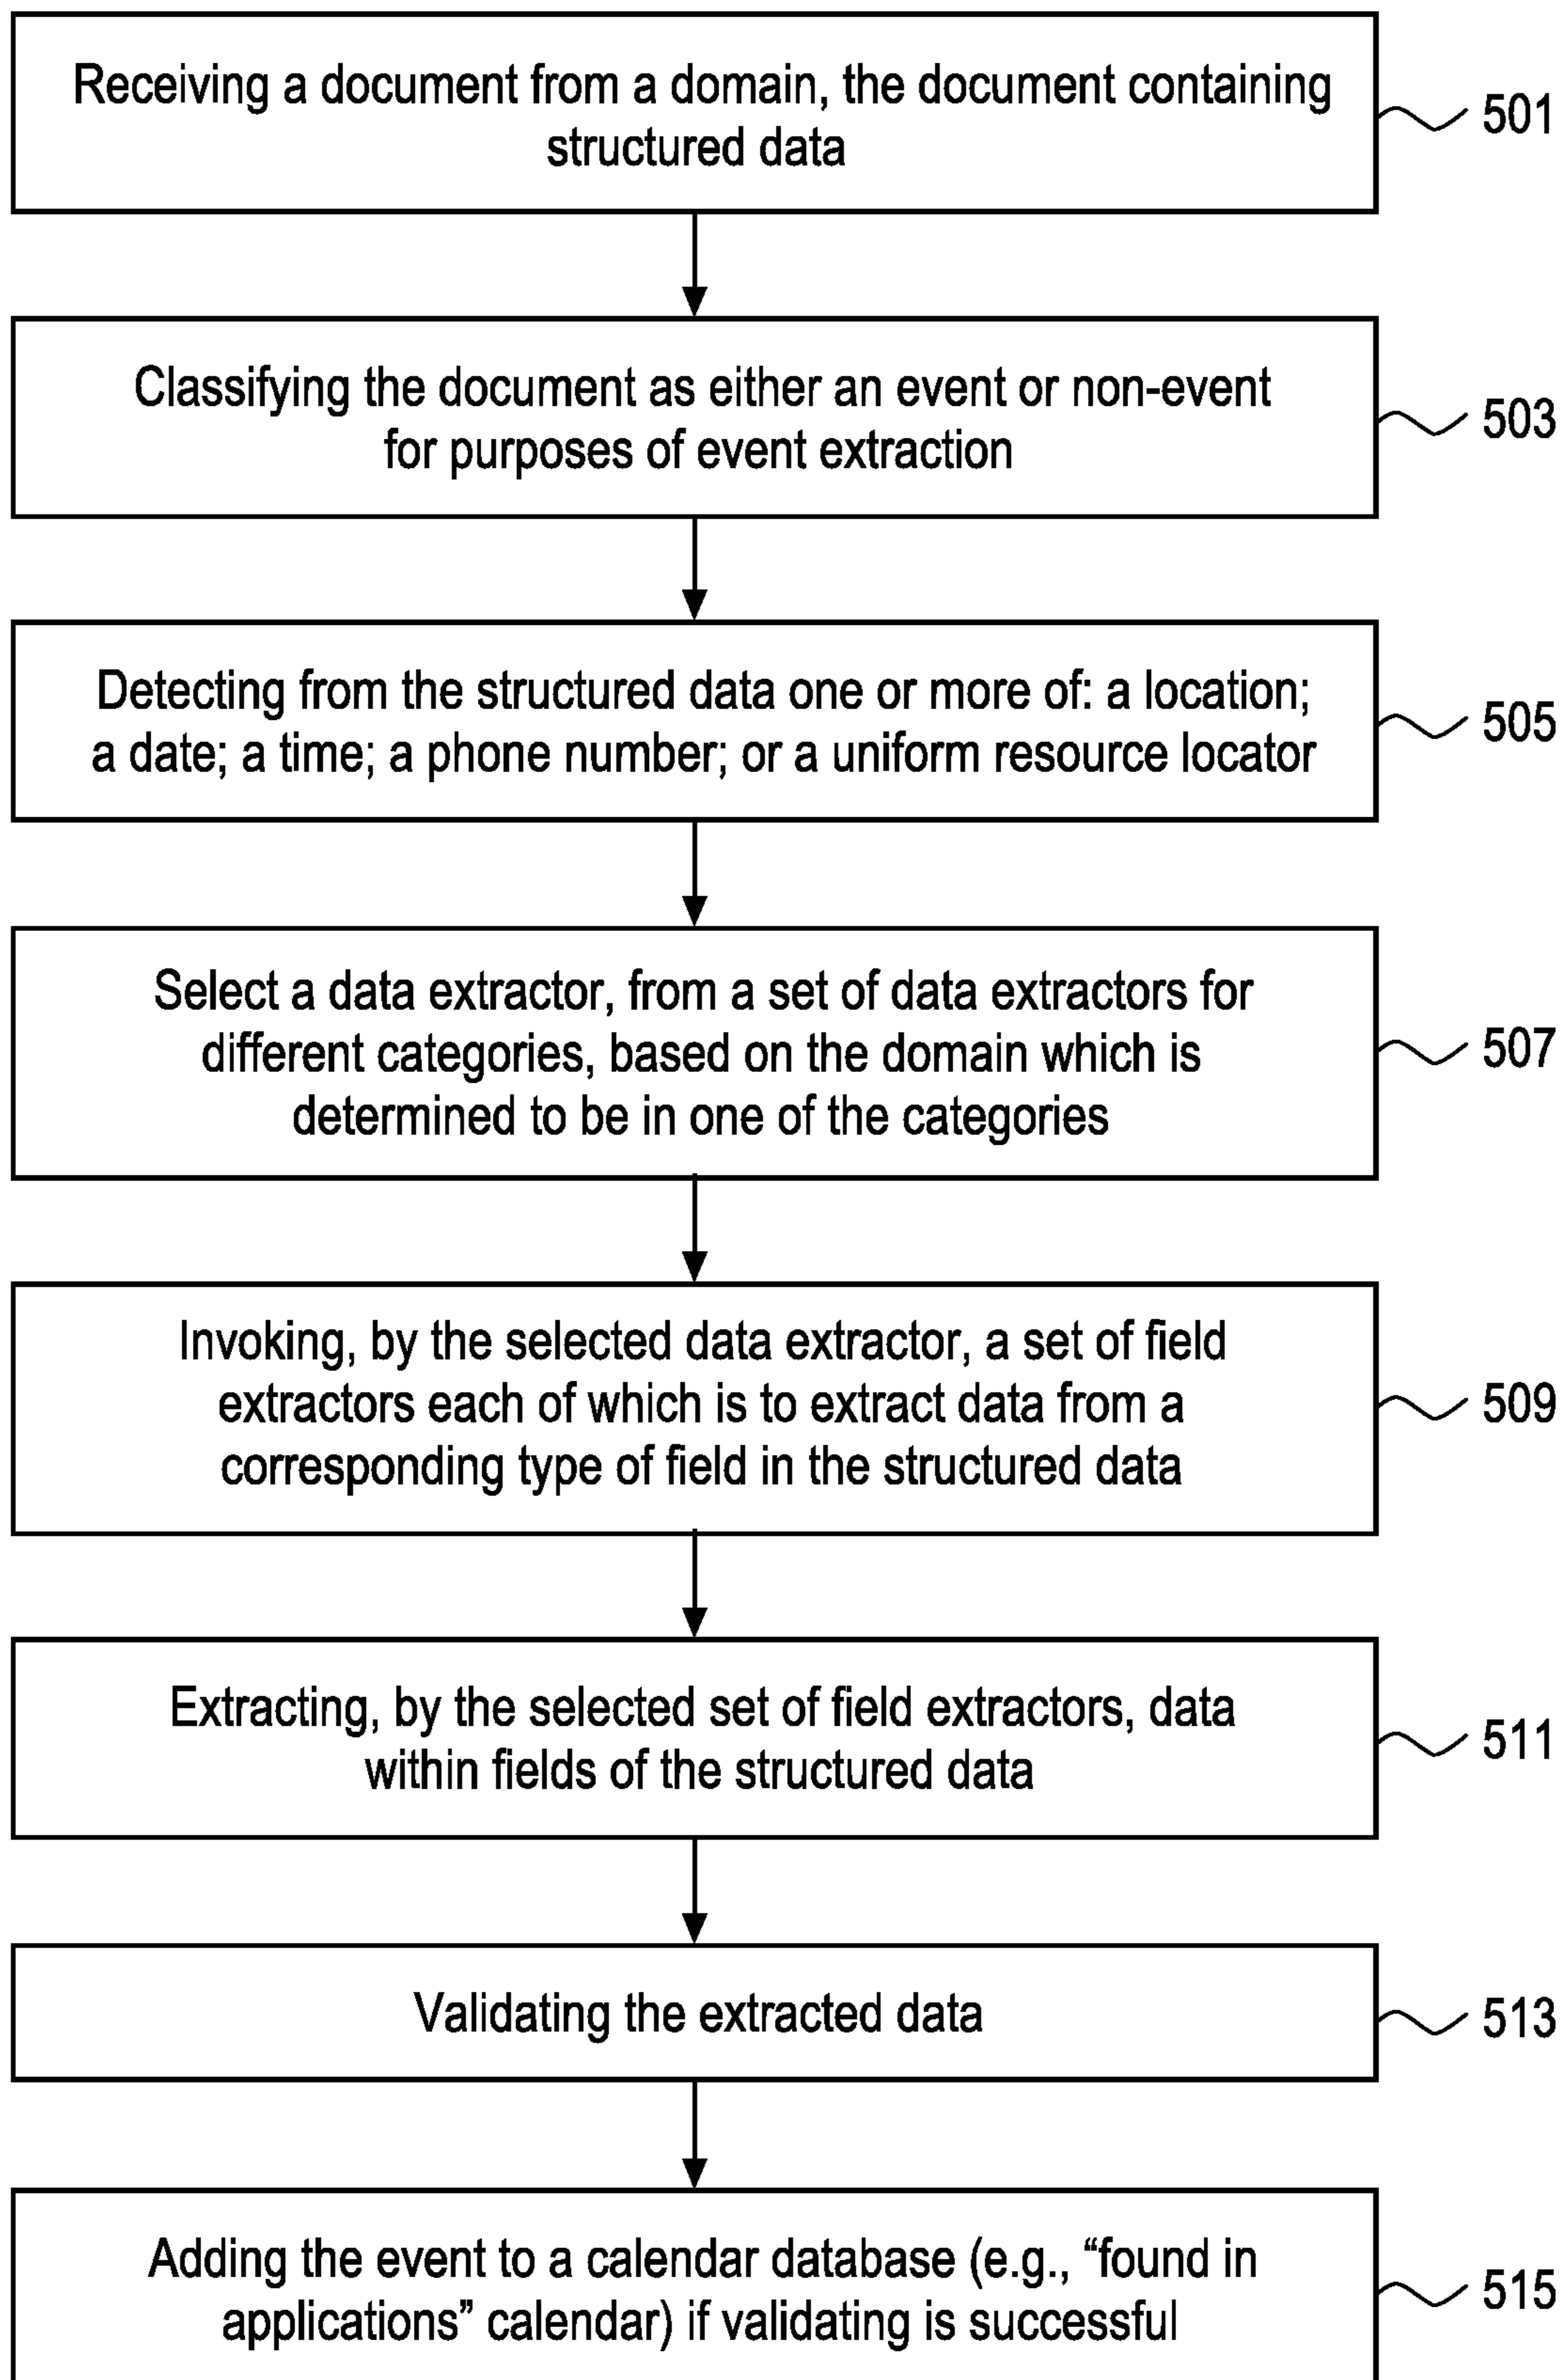 Receiving a document from a domain, the document containing
structured data
501
Classifying the document as either an event or non-event
for purposes of event extraction
503
Detecting from the structured data one or more of: a location;
a date; a time; a phone number; or a uniform resource locator
505
Select a data extractor, from a set of data extractors for
different categories, based on the domain which is
determined to be in one of the categories
507
Invoking, by the selected data extractor, a set of field
extractors each of which is to extract data from a
corresponding type of field in the structured data
509
Extracting, by the selected set of field extractors, data
within fields of the structured data
511
Validating the extracted data
513
Adding the event to a calendar database (e.g., “found in
applications” calendar) if validating is successful
515